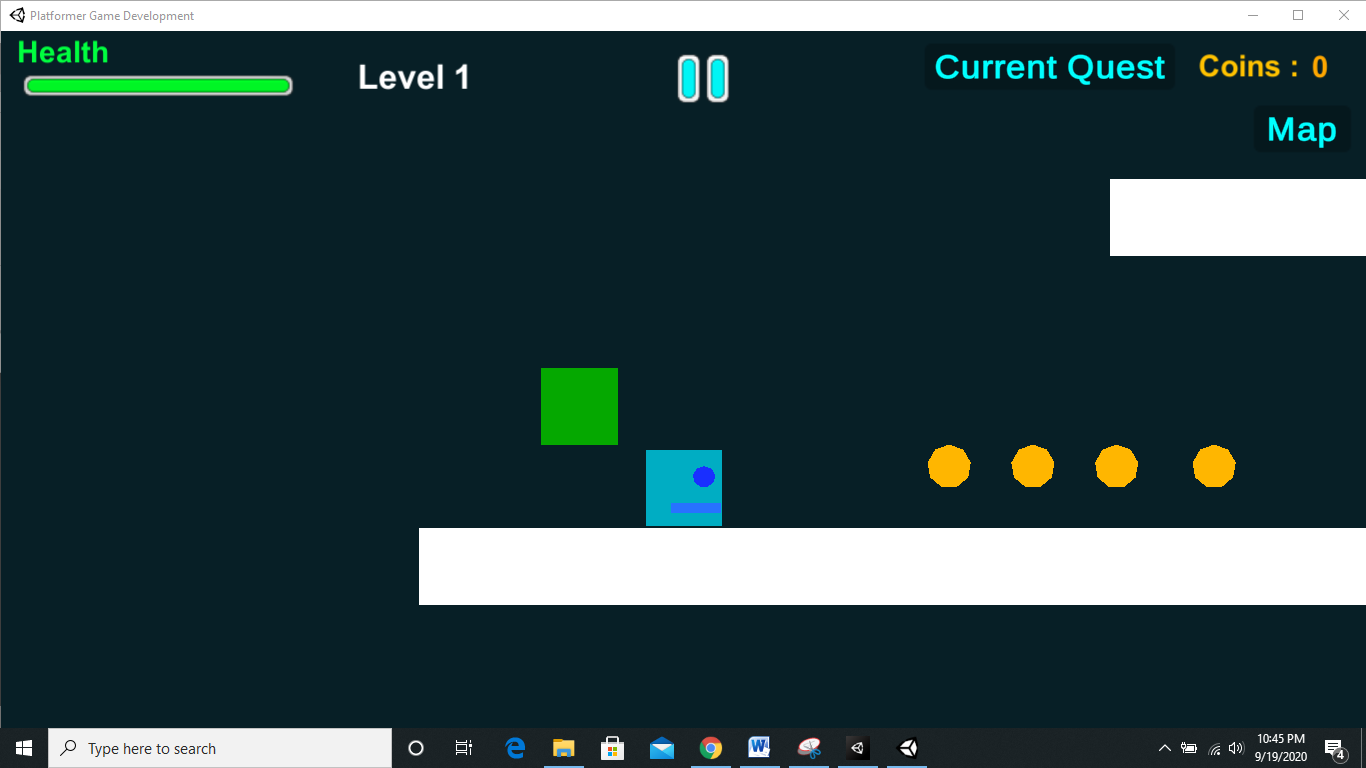 Platformer Game Development
Health
Level 1
Current Quest
Coins : 0
Map
Type here to search
10:45 PM
9/19/2020
4